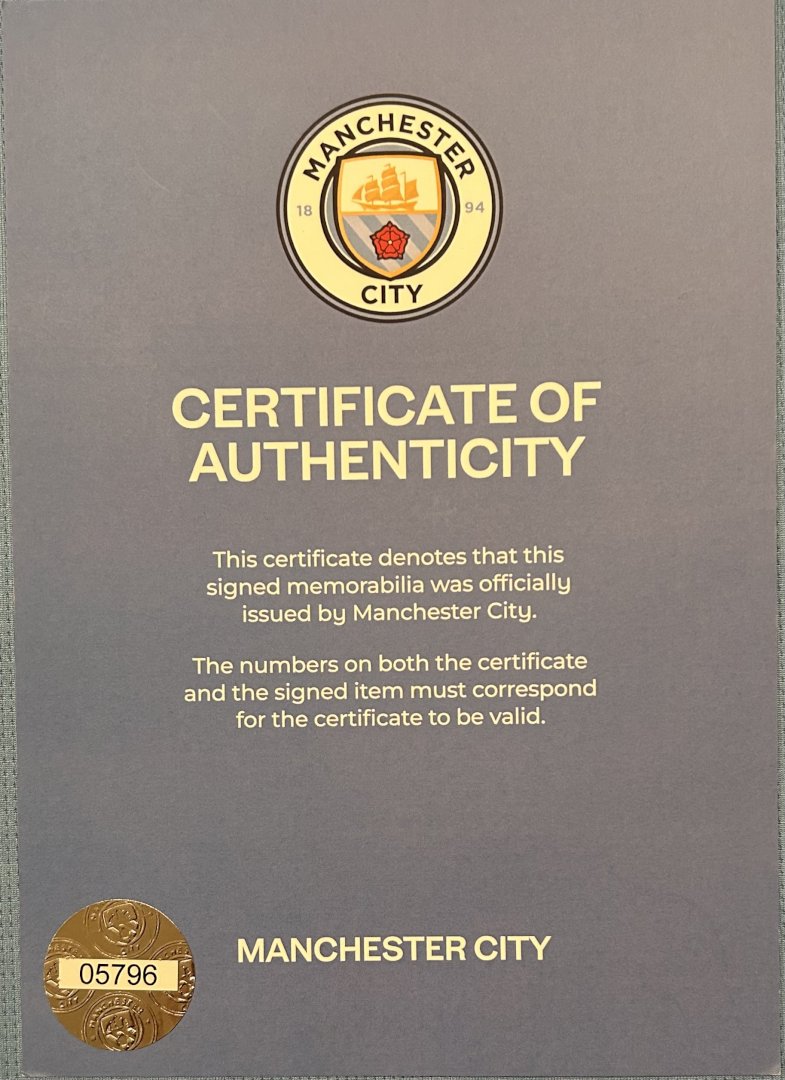 MANCHESTER
18 94
CITY
CERTIFICATE OF
AUTHENTICITY
This certificate denotes that this
signed memorabilia was officially
issued by Manchester City.
The numbers on both the certificate
and the signed item must correspond
for the certificate to be valid.
05796
MANCHESTER CITY